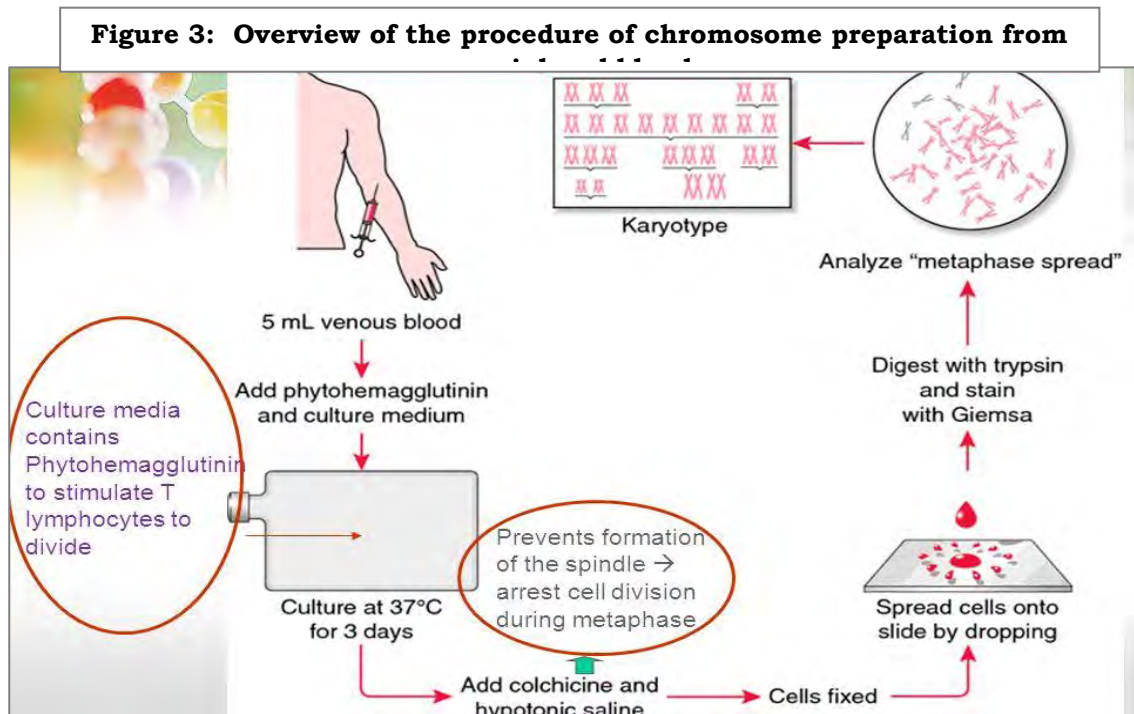 Figure 3: Overview of the procedure of chromosome preparation from
5 mL venous blood
Add phytohemagglutinin
and culture medium
Culture media
contains
Phytohemagglutinin
to stimulate T
lymphocytes to
divide
Culture at 37°C
for 3 days
Prevents formation
of the spindle →
arrest cell division
during metaphase
Add colchicine and
hypotonic saline
Cells fixed
Spread cells onto
slide by dropping
Digest with trypsin
and stain
with Giemsa
Analyze “metaphase spread”
Karyotype